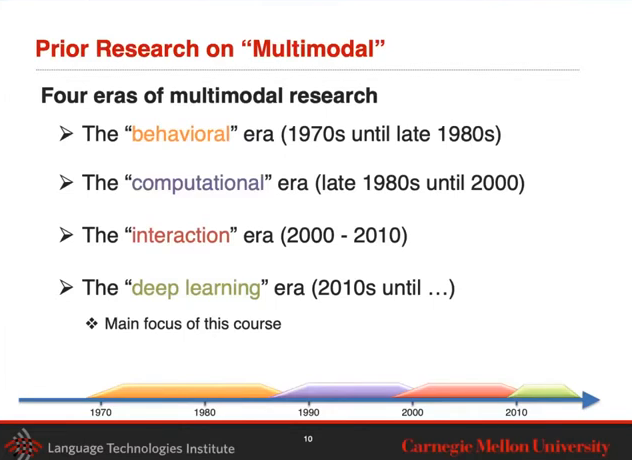 Prior Research on “Multimodal”
Four eras of multimodal research
➢ The “behavioral” era (1970s until late 1980s)
➢ The “computational” era (late 1980s until 2000)
➢ The “interaction” era (2000 - 2010)
➢ The “deep learning” era (2010s until …)
❖ Main focus of this course
1970 1980 1990 2000 2010
Language Technologies Institute 10 Carnegie Mellon University